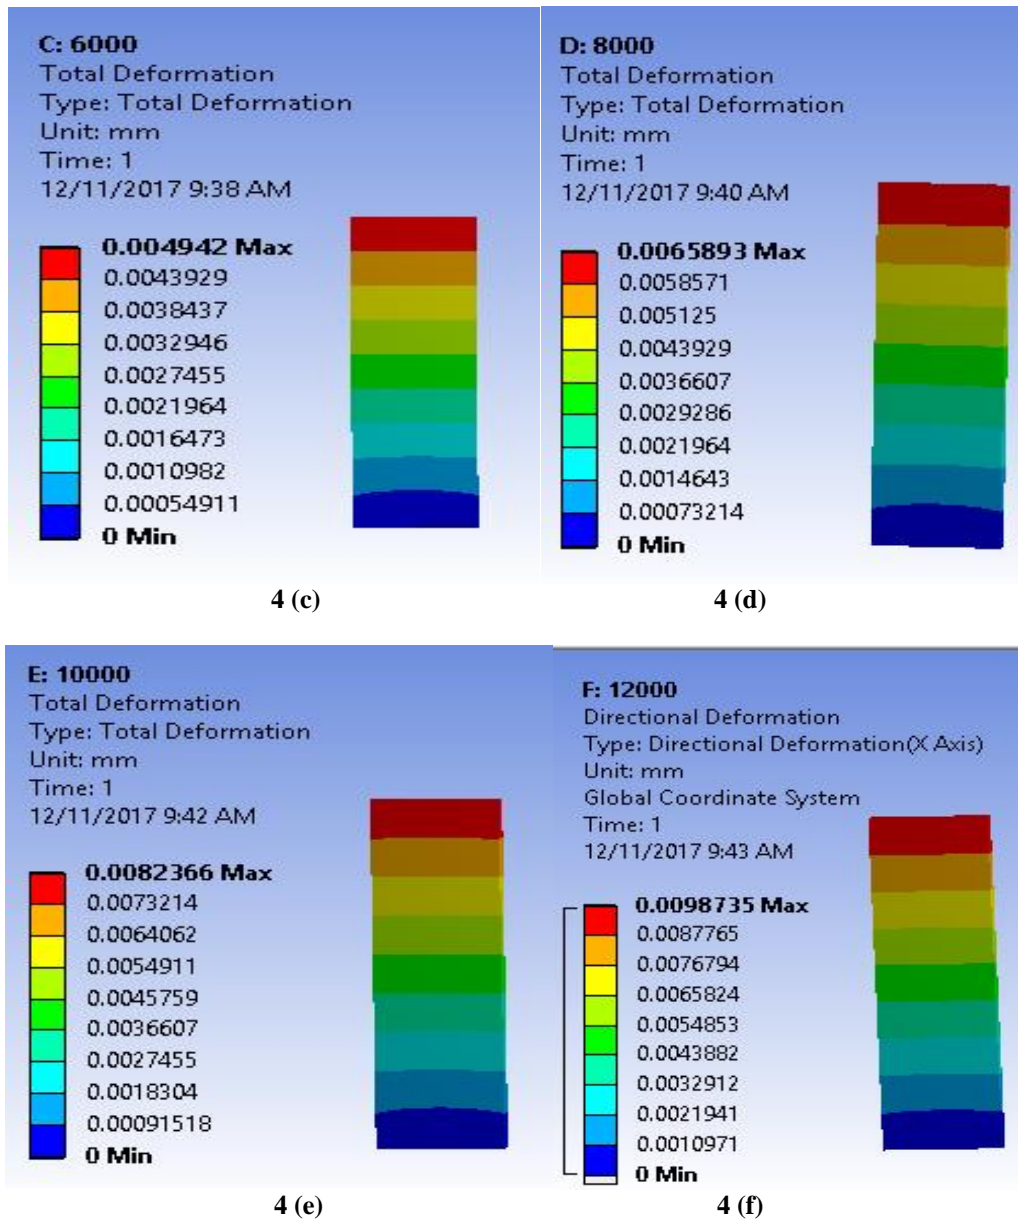 C: 6000
Total Deformation
Type: Total Deformation
Unit: mm
Time: 1
12/11/2017 9:38 AM
0.004942 Max
0.0043929
0.0038437
0.0032946
0.0027455
0.0021964
0.0016473
0.0010982
0.00054911
0 Min
4 (c)
D: 8000
Total Deformation
Type: Total Deformation
Unit: mm
Time: 1
12/11/2017 9:40 AM
0.0065893 Max
0.0058571
0.005125
0.0043929
0.0036607
0.0029286
0.0021964
0.0014643
0.00073214
0 Min
4 (d)
E: 10000
Total Deformation
Type: Total Deformation
Unit: mm
Time: 1
12/11/2017 9:42 AM
0.0082366 Max
0.0073214
0.0064062
0.0054911
0.0045759
0.0036607
0.0027455
0.0018304
0.00091518
0 Min
4 (e)
F: 12000
Directional Deformation
Type: Directional Deformation(X Axis)
Unit: mm
Global Coordinate System
Time: 1
12/11/2017 9:43 AM
0.0098735 Max
0.0087765
0.0076794
0.0065824
0.0054853
0.0043882
0.0032912
0.0021941
0.0010971
0 Min
4 (f)